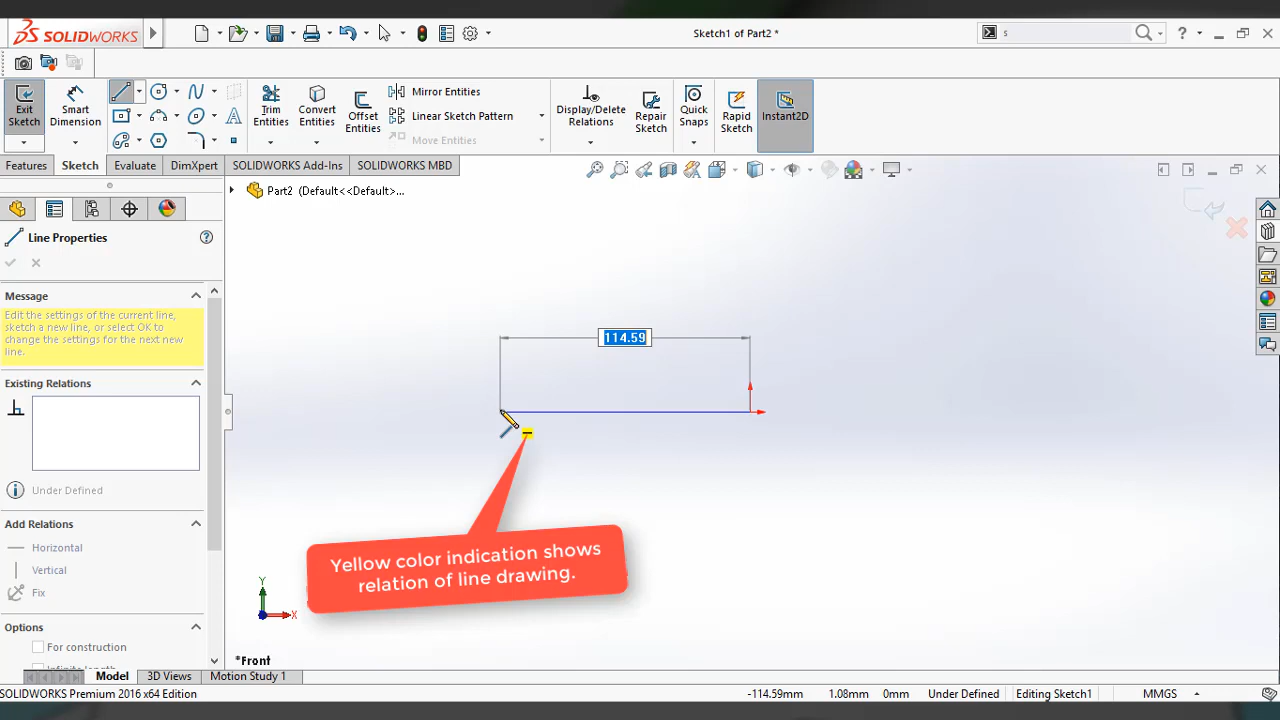 SOLIDWORKS
Sketch1 of Part2 *
s
?
Exit
Sketch
Smart
Dimension
Trim
Entities
Convert
Entities
Offset
Entities
Mirror Entities
Linear Sketch Pattern
Move Entities
Display/Delete
Relations
Repair
Sketch
Quick
Snaps
Rapid
Sketch
Instant2D
Features
Sketch
Evaluate
DimXpert
SOLIDWORKS Add-Ins
SOLIDWORKS MBD
Part2 (Default<<Default>...
Line Properties
?
Message
Edit the settings of the current line,
sketch a new line, or select OK to
change the settings for the next new
line.
Existing Relations
Under Defined
Add Relations
Horizontal
Vertical
Fix
Options
For construction
Infinite length
114.59
Yellow color indication shows
relation of line drawing.
Y
X
*Front
Model
3D Views
Motion Study 1
SOLIDWORKS Premium 2016 x64 Edition
-114.59mm
1.08mm
0mm
Under Defined
Editing Sketch1
MMGS